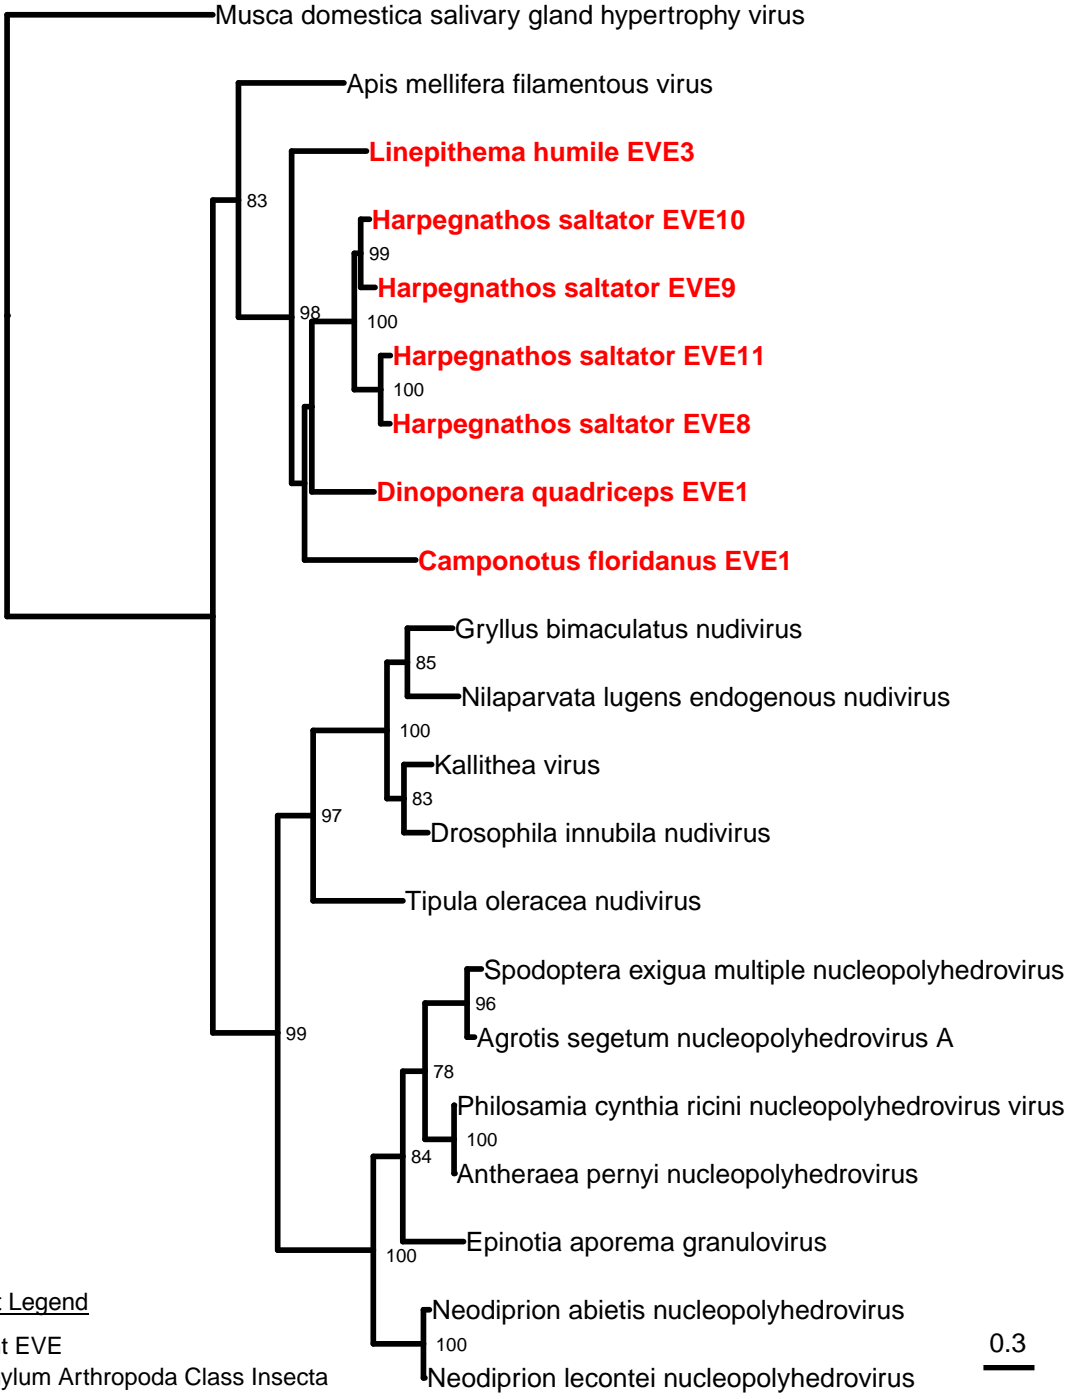 Musca domestica salivary gland hypertrophy virus
Apis mellifera filamentous virus
Linepithema humile EVE3
83
Harpegnathos saltator EVE10
99
Harpegnathos saltator EVE9
98
100
Harpegnathos saltator EVE11
100
Harpegnathos saltator EVE8
Dinoponera quadriceps EVE1
Camponotus floridanus EVE1
Gryllus bimaculatus nudivirus
85
Nilaparvata lugens endogenous nudivirus
100
Kallithea virus
83
97
Drosophila innubila nudivirus
Tipula oleracea nudivirus
Spodoptera exigua multiple nucleopolyhedrovirus
96
99
Agrotis segetum nucleopolyhedrovirus A
78
Philosamia cynthia ricini nucleopolyhedrovirus virus
100
84
Antheraea pernyi nucleopolyhedrovirus
Epinotia aporema granulovirus
100
Neodiprion abietis nucleopolyhedrovirus
100
Neodiprion lecontei nucleopolyhedrovirus
Legend
EVE
Arthropoda Class Insecta
0.3